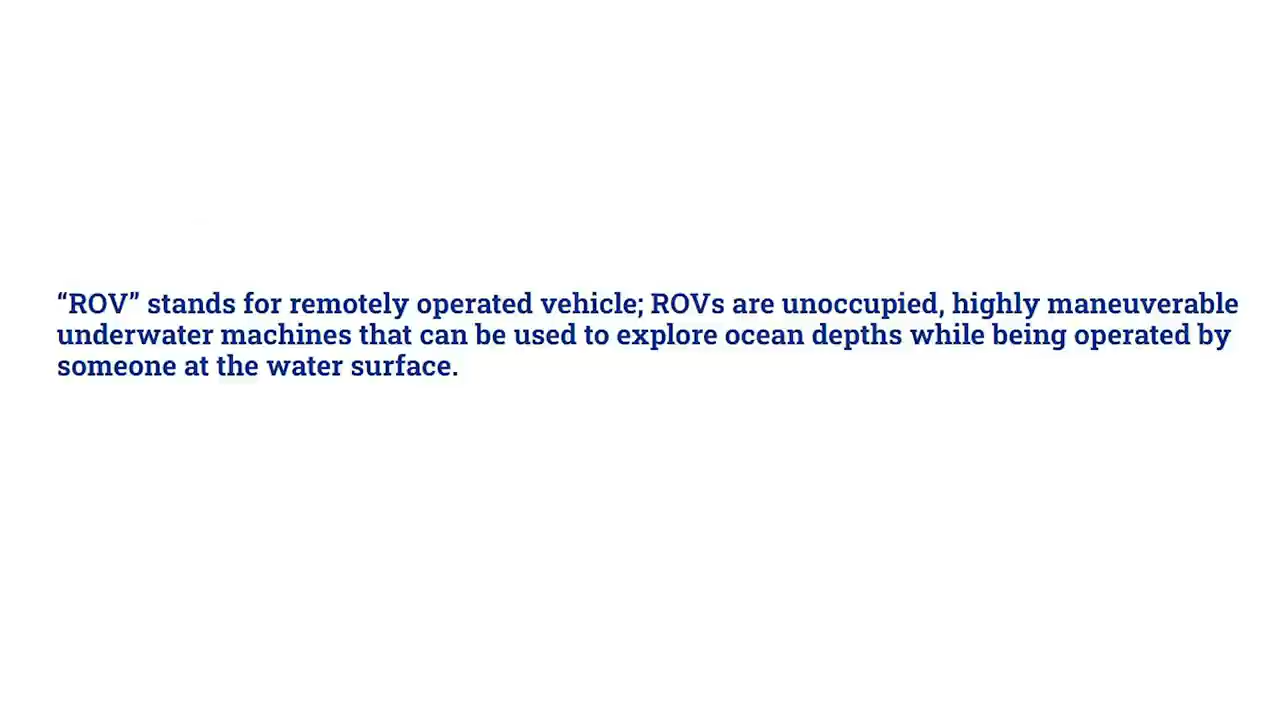 “ROV” stands for remotely operated vehicle; ROVs are unoccupied, highly maneuverable
underwater machines that can be used to explore ocean depths while being operated by
someone at the water surface.